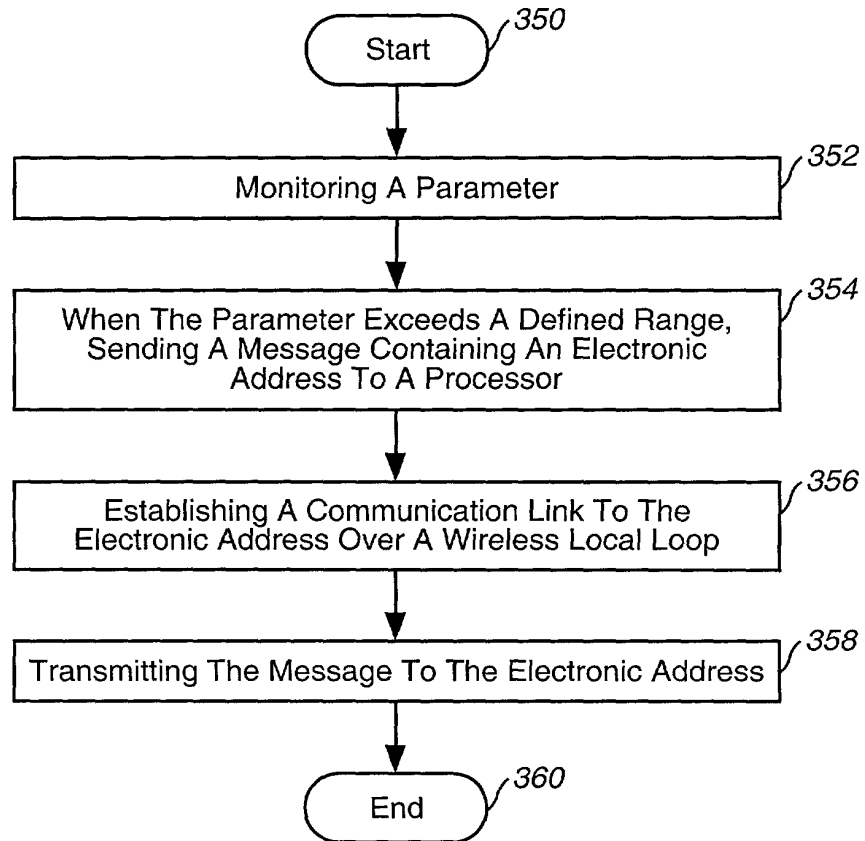 350
Start
352
Monitoring A Parameter
354
When The Parameter Exceeds A Defined Range,
Sending A Message Containing An Electronic
Address To A Processor
356
Establishing A Communication Link To The
Electronic Address Over A Wireless Local Loop
358
Transmitting The Message To The Electronic Address
360
End